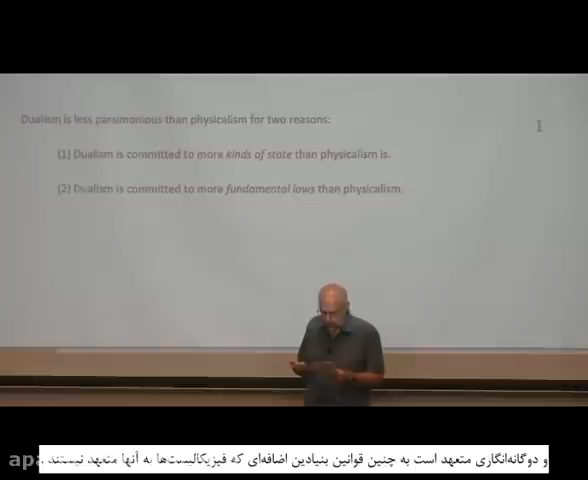 Dualism is less parsimonious than physicalism for two reasons:
(1) Dualism is committed to more kinds of state than physicalism is.
(2) Dualism is committed to more fundamental laws than physicalism.
و دوگانه‌انگاری متعهد است به چنین قوانین بنیادین اضافه‌ای که فیزیکالیست‌ها به آنها متعهد نیستند .